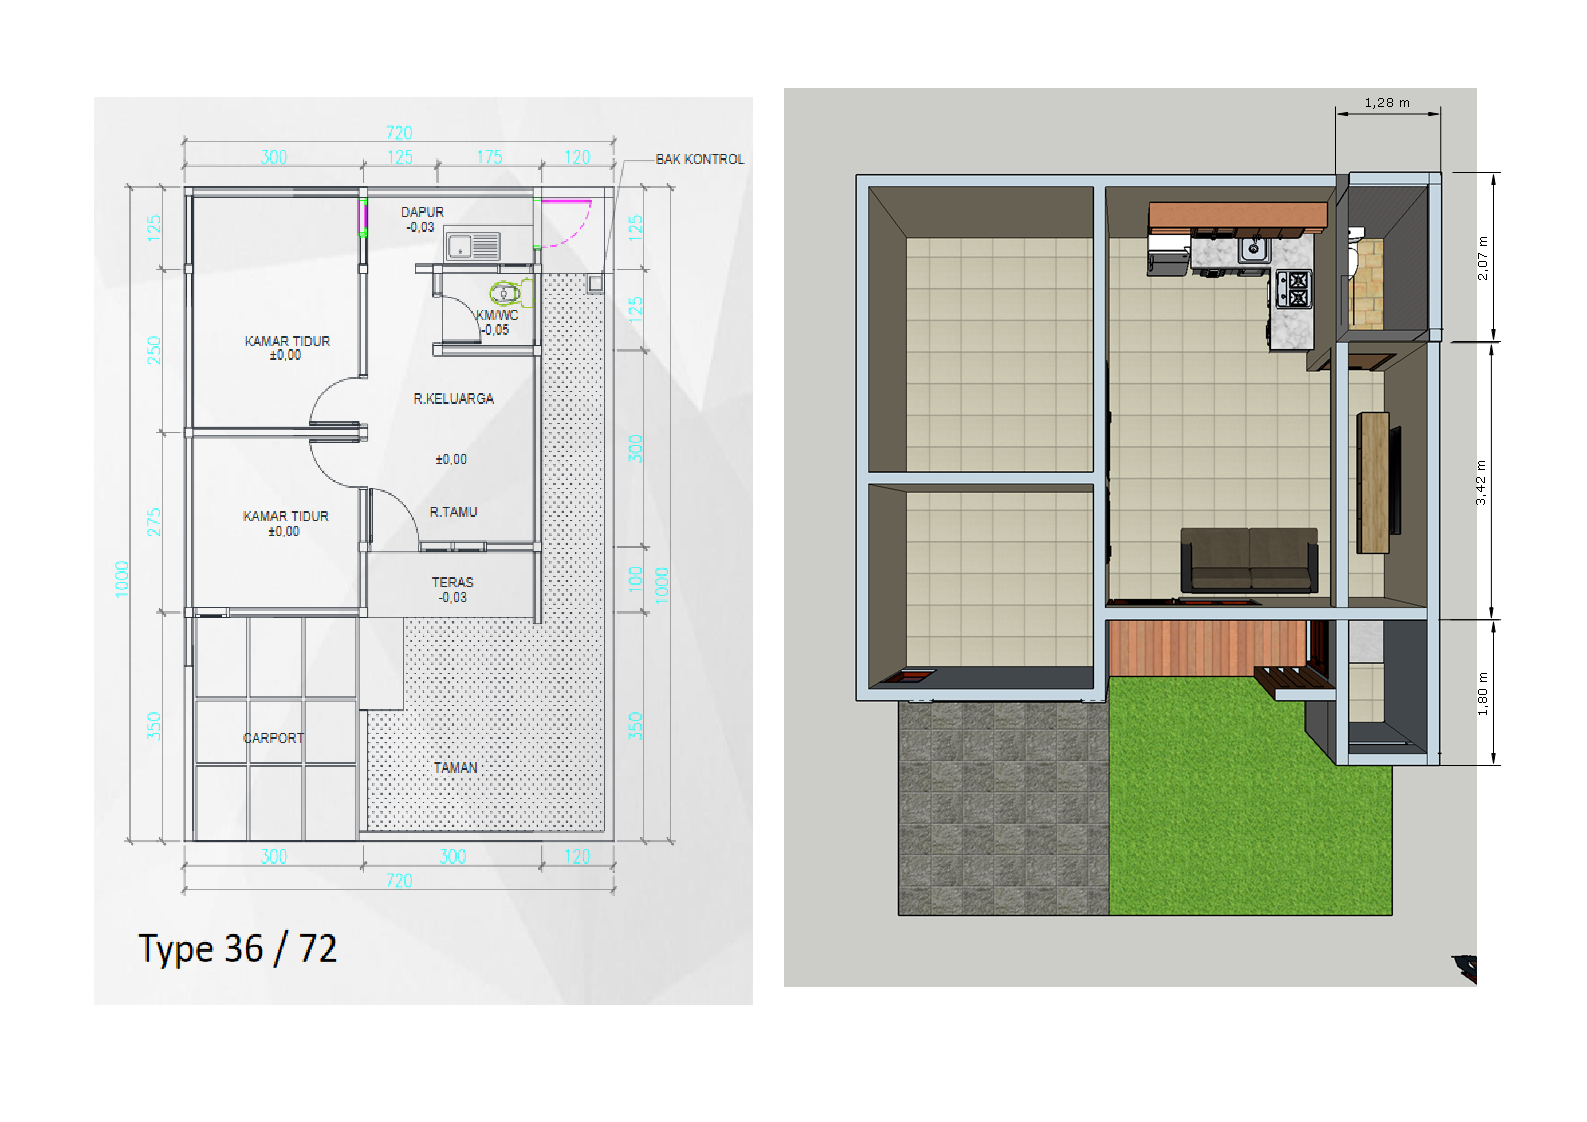 720
300 125 175 120
BAK KONTROL
DAPUR
-0,03
125
125
KM/WC
-0,05
125
KAMAR TIDUR
±0,00
250
R.KELUARGA
±0,00
300
KAMAR TIDUR
±0,00
275
R.TAMU
TERAS
-0,03
100
1000
1000
CARPORT
350
TAMAN
350
300 300 120
720
Type 36 / 72
1,28 m
2,07 m
3,42 m
1,80 m